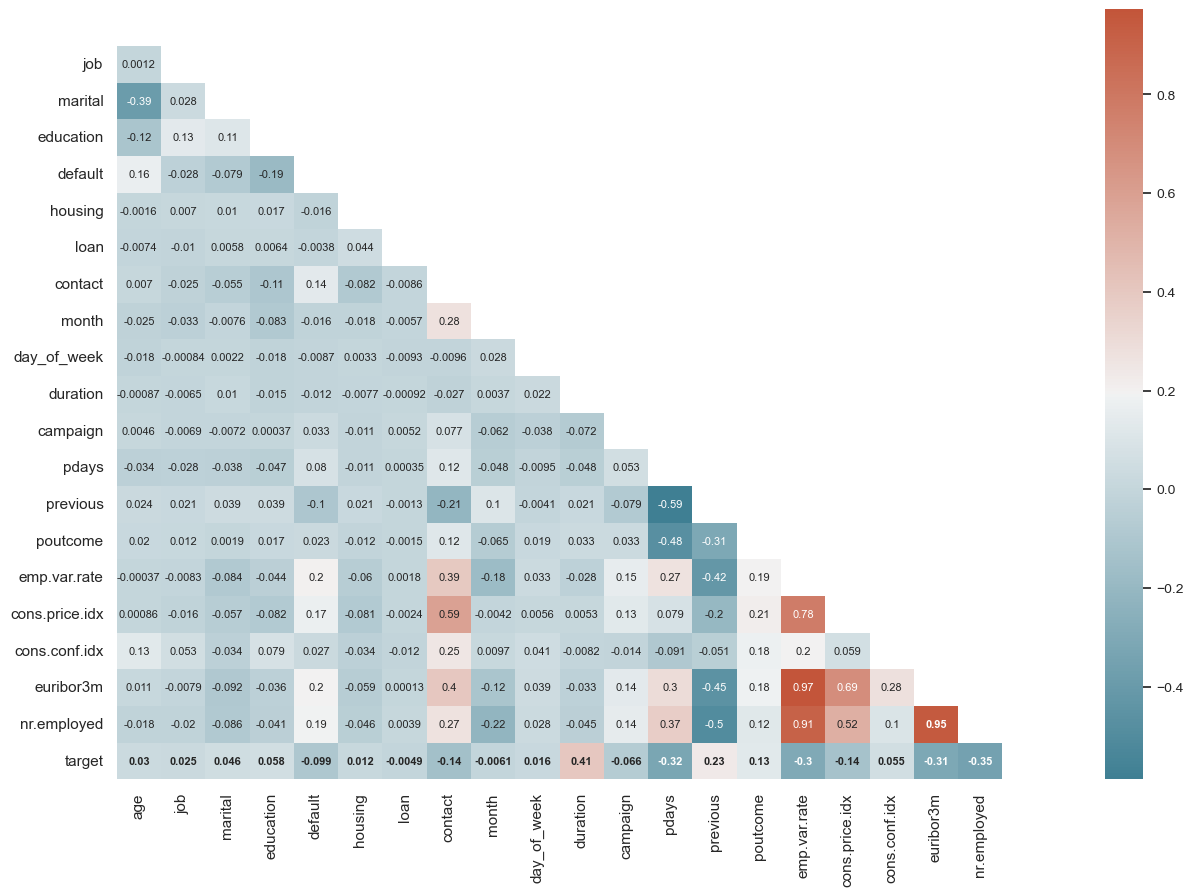 job 0.0012
marital -0.39 0.028
education -0.12 0.13 0.11
default 0.16 -0.028 -0.079 -0.19
housing -0.0016 0.007 0.01 0.017 -0.016
loan -0.0074 -0.01 0.0058 0.0064 -0.0038 0.044
contact 0.007 -0.025 -0.055 -0.11 0.14 -0.082 -0.0086
month -0.025 -0.033 -0.0076 -0.083 -0.016 -0.018 -0.0057 0.28
day_of_week -0.018 -0.00084 0.0022 -0.018 -0.0087 0.0033 -0.0093 -0.0096 0.028
duration -0.00087 -0.0065 0.01 -0.015 -0.012 -0.0077 -0.00092 -0.027 0.0037 0.022
campaign 0.0046 -0.0069 -0.0072 0.00037 0.033 -0.011 0.0052 0.077 -0.062 -0.038 -0.072
pdays -0.034 -0.028 -0.038 -0.047 0.08 -0.011 0.00035 0.12 -0.048 -0.0095 -0.048 0.053
previous 0.024 0.021 0.039 0.039 -0.1 0.021 -0.0013 -0.21 0.1 -0.0041 0.021 -0.079 -0.59
poutcome 0.02 0.012 0.0019 0.017 0.023 -0.012 -0.0015 0.12 -0.065 0.019 0.033 0.033 -0.48 -0.31
emp.var.rate -0.00037 -0.0083 -0.084 -0.044 0.2 -0.06 0.0018 0.39 -0.18 0.033 -0.028 0.15 0.27 -0.42 0.19
cons.price.idx 0.00086 -0.016 -0.057 -0.082 0.17 -0.081 -0.0024 0.59 -0.0042 0.0056 0.0053 0.13 0.079 -0.2 0.21 0.78
cons.conf.idx 0.13 0.053 -0.034 0.079 0.027 -0.034 -0.012 0.25 0.0097 0.041 -0.0082 -0.014 -0.091 -0.051 0.18 0.2 0.059
euribor3m 0.011 -0.0079 -0.092 -0.036 0.2 -0.059 0.00013 0.4 -0.12 0.039 -0.033 0.14 0.3 -0.45 0.18 0.97 0.69 0.28
nr.employed -0.018 -0.02 -0.086 -0.041 0.19 -0.046 0.0039 0.27 -0.22 0.028 -0.045 0.14 0.37 -0.5 0.12 0.91 0.52 0.1 0.95
target 0.03 0.025 0.046 0.058 -0.099 0.012 -0.0049 -0.14 -0.0061 0.016 0.41 -0.066 -0.32 0.23 0.13 -0.3 -0.14 0.055 -0.31 -0.35
age job marital education default housing loan contact month day_of_week duration campaign pdays previous poutcome emp.var.rate cons.price.idx cons.conf.idx euribor3m nr.employed
0.8
0.6
0.4
0.2
0.0
−0.2
−0.4